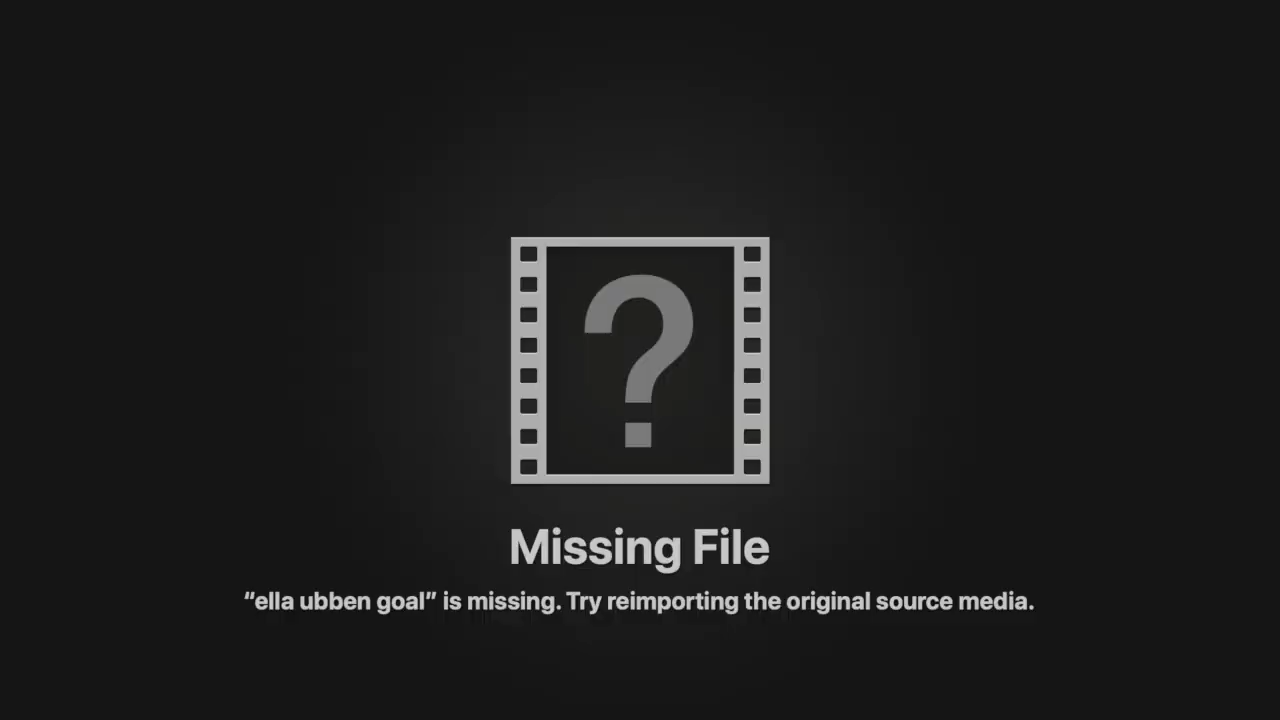 ?
Missing File
“ella ubben goal” is missing. Try reimporting the original source media.